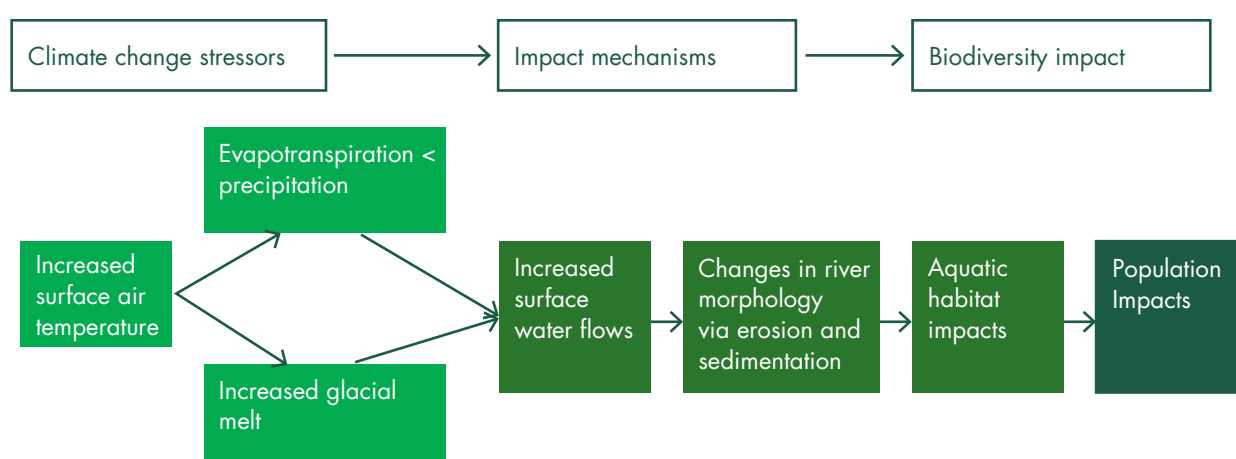 Climate change stressors
Impact mechanisms
Biodiversity impact
Evapotranspiration <
precipitation
Increased
surface air
temperature
Increased glacial
melt
Increased
surface
water flows
Changes in river
morphology
via erosion and
sedimentation
Aquatic
habitat
impacts
Population
Impacts